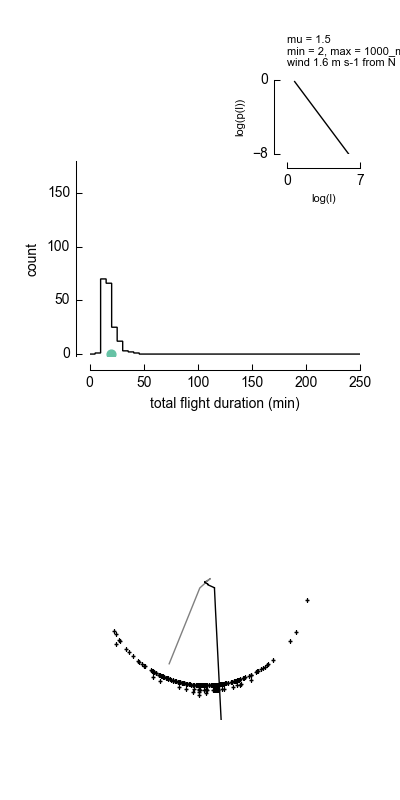 mu = 1.5
min = 2, max = 1000_m
wind 1.6 m s-1 from N
0
log(p(l))
−8
0 7
log(l)
150
100
50
0
count
0 50 100 150 200 250
total flight duration (min)